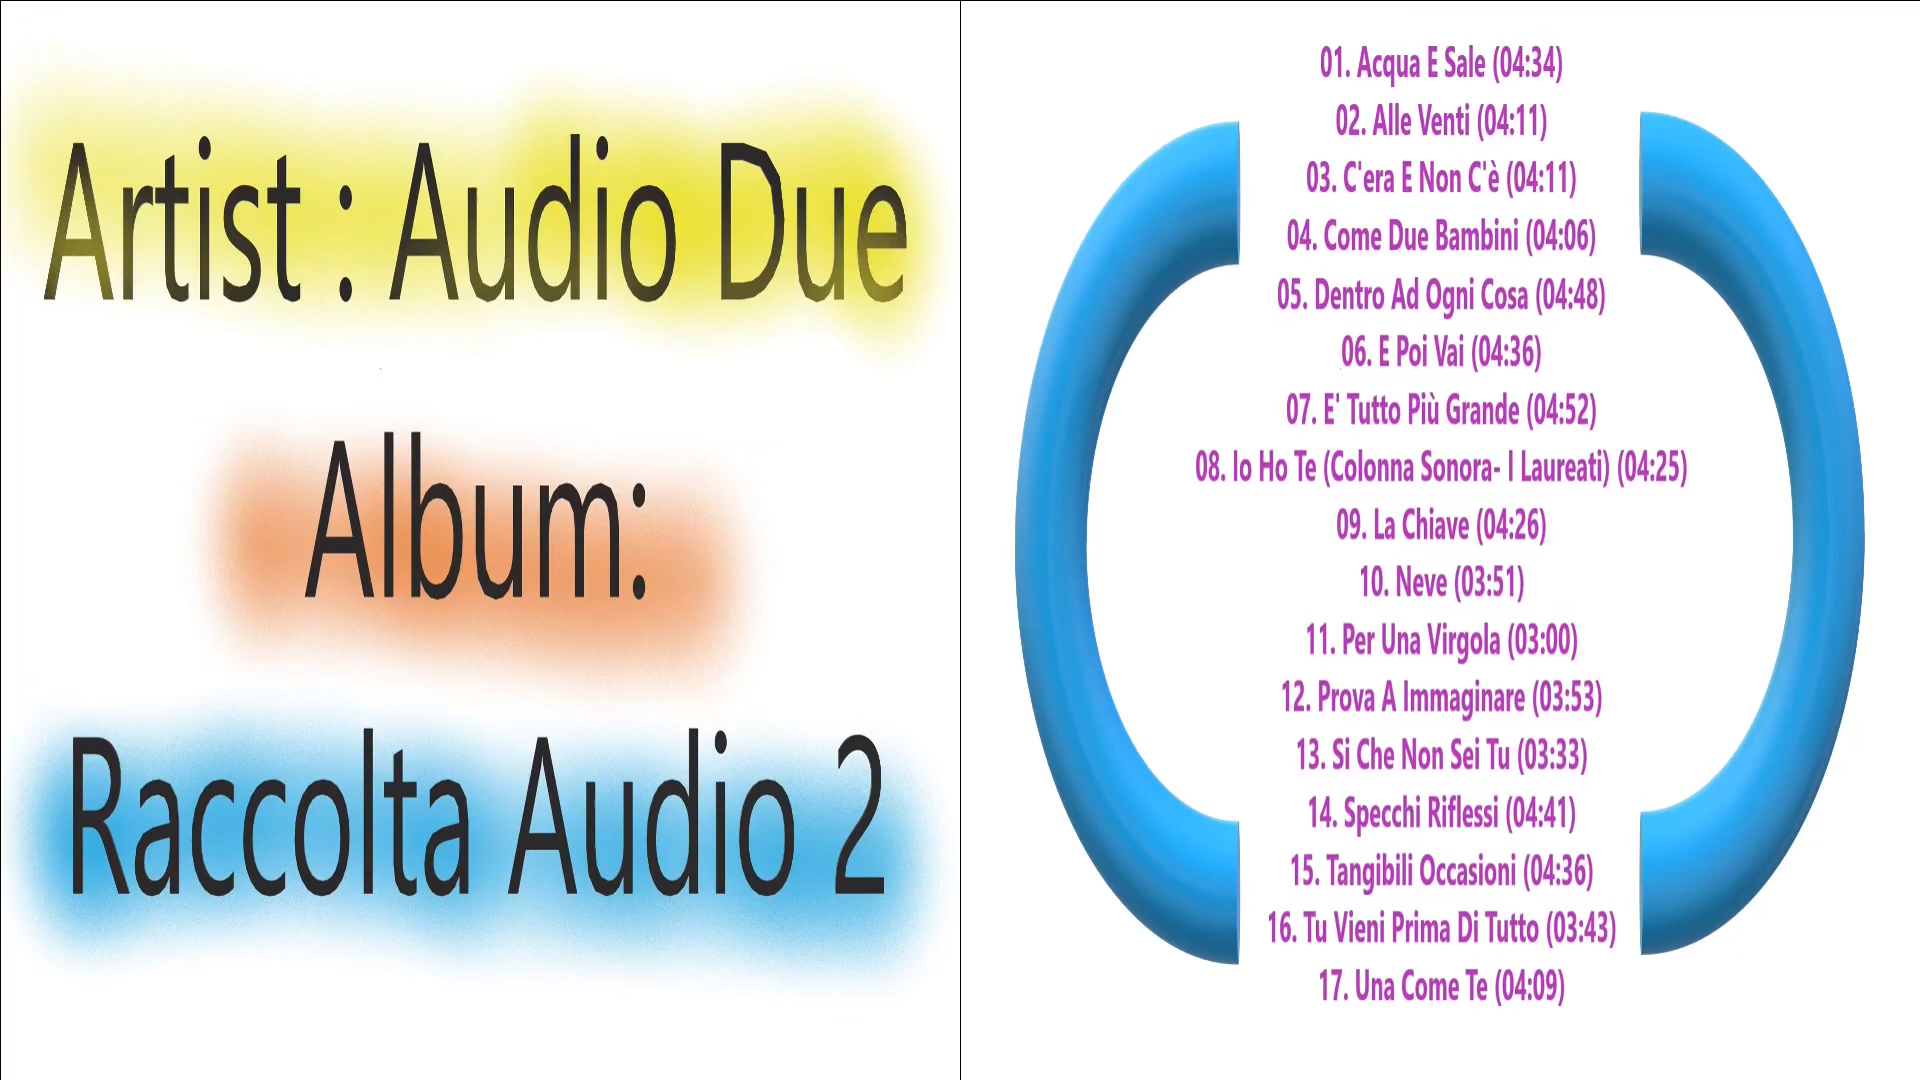 Artist : Audio Due
Album:
Raccolta Audio 2
01. Acqua E Sale (04:34)
02. Alle Venti (04:11)
03. C'era E Non C'è (04:11)
04. Come Due Bambini (04:06)
05. Dentro Ad Ogni Cosa (04:48)
06. E Poi Vai (04:36)
07. E' Tutto Più Grande (04:52)
08. Io Ho Te (Colonna Sonora- I Laureati) (04:25)
09. La Chiave (04:26)
10. Neve (03:51)
11. Per Una Virgola (03:00)
12. Prova A Immaginare (03:53)
13. Si Che Non Sei Tu (03:33)
14. Specchi Riflessi (04:41)
15. Tangibili Occasioni (04:36)
16. Tu Vieni Prima Di Tutto (03:43)
17. Una Come Te (04:09)